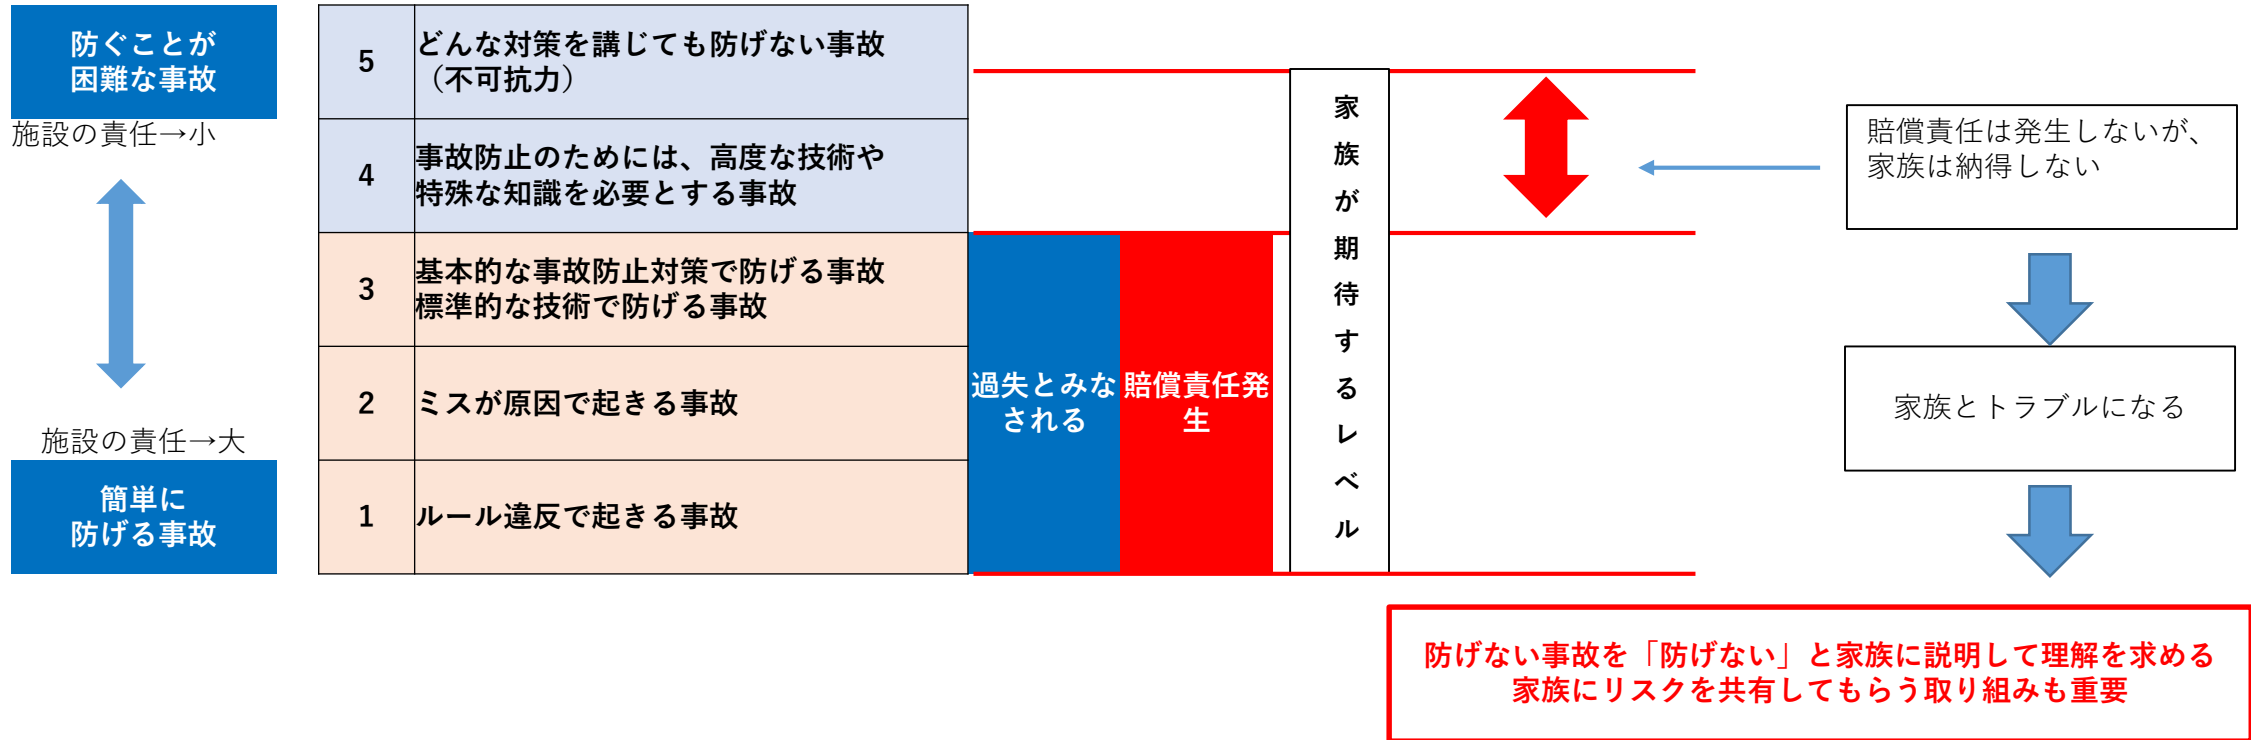 防ぐことが
困難な事故
施設の責任→小
施設の責任→大
簡単に
防げる事故
5
どんな対策を講じても防げない事故
（不可抗力）
4
事故防止のためには、高度な技術や
特殊な知識を必要とする事故
3
基本的な事故防止対策で防げる事故
標準的な技術で防げる事故
2
ミスが原因で起きる事故
1
ルール違反で起きる事故
過失とみな
される
賠償責任発
生
家族が期待するレベル
賠償責任は発生しないが、
家族は納得しない
家族とトラブルになる
防げない事故を「防げない」と家族に説明して理解を求める
家族にリスクを共有してもらう取り組みも重要